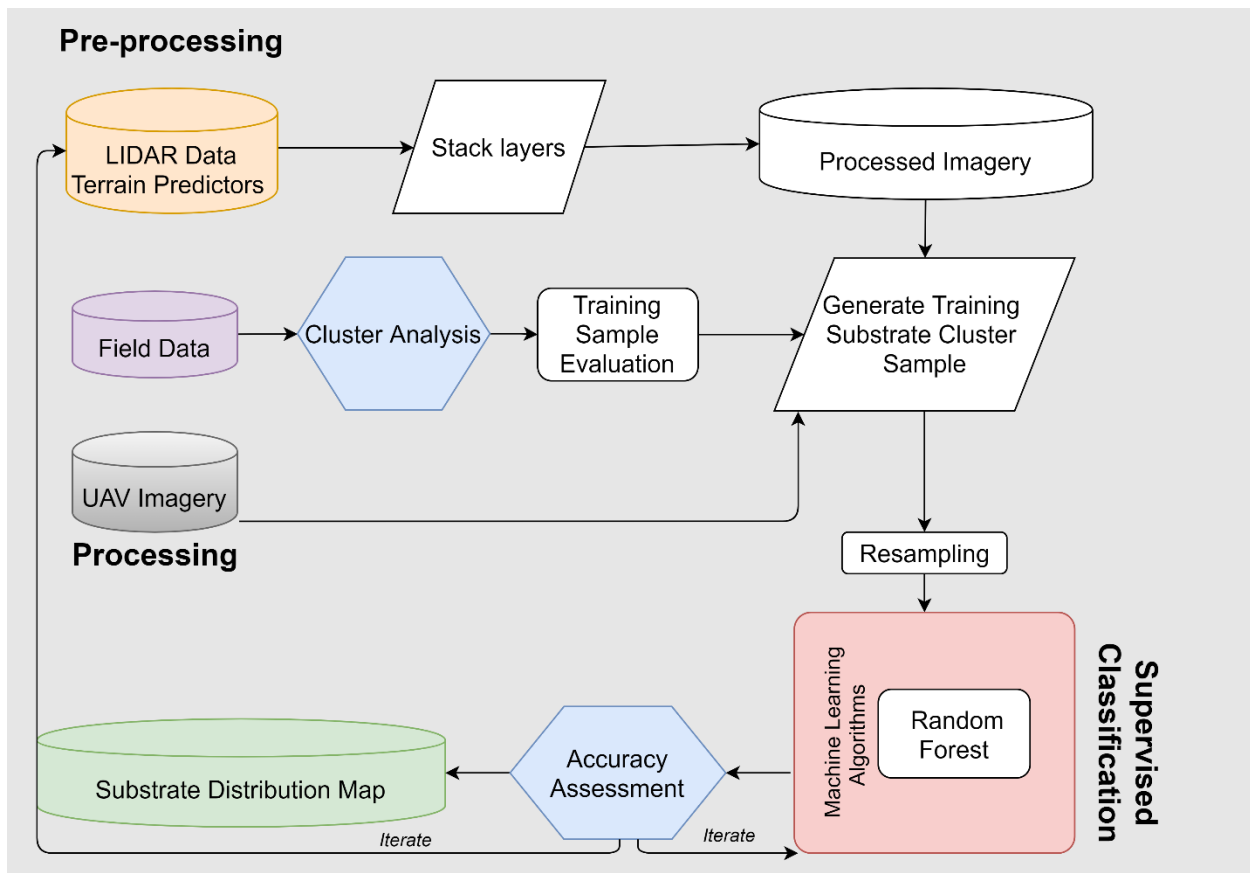 Pre-processing
LIDAR Data
Terrain Predictors
Stack layers
Processed Imagery
Field Data
Cluster Analysis
Training
Sample
Evaluation
Generate Training
Substrate Cluster
Sample
UAV Imagery
Processing
Resampling
Machine Learning
Algorithms
Random
Forest
Supervised
Classification
Accuracy
Assessment
Substrate Distribution Map
Iterate
Iterate